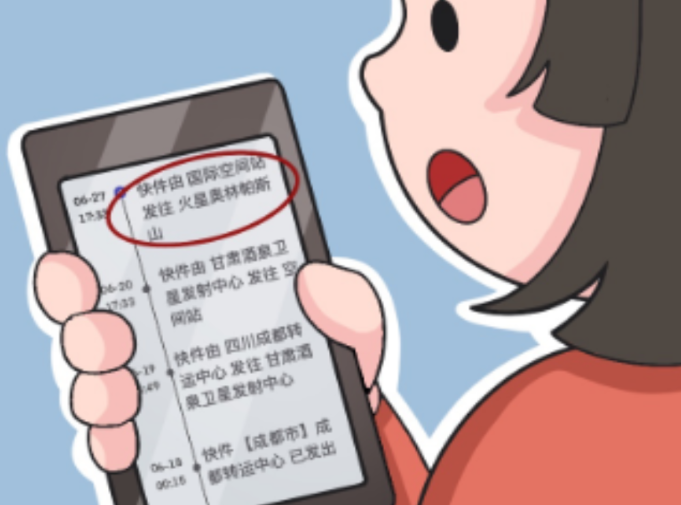 06-27
17:33
快件由 国际空间站
发往 火星奥林帕斯
山
06-20
17:33
快件由 甘肃酒泉卫
星发射中心 发往 空
间站
-19
:49
快件由 四川成都转
运中心 发往 甘肃酒
泉卫星发射中心
06-18
00:18
快件 【成都市】成
都转运中心 已发出